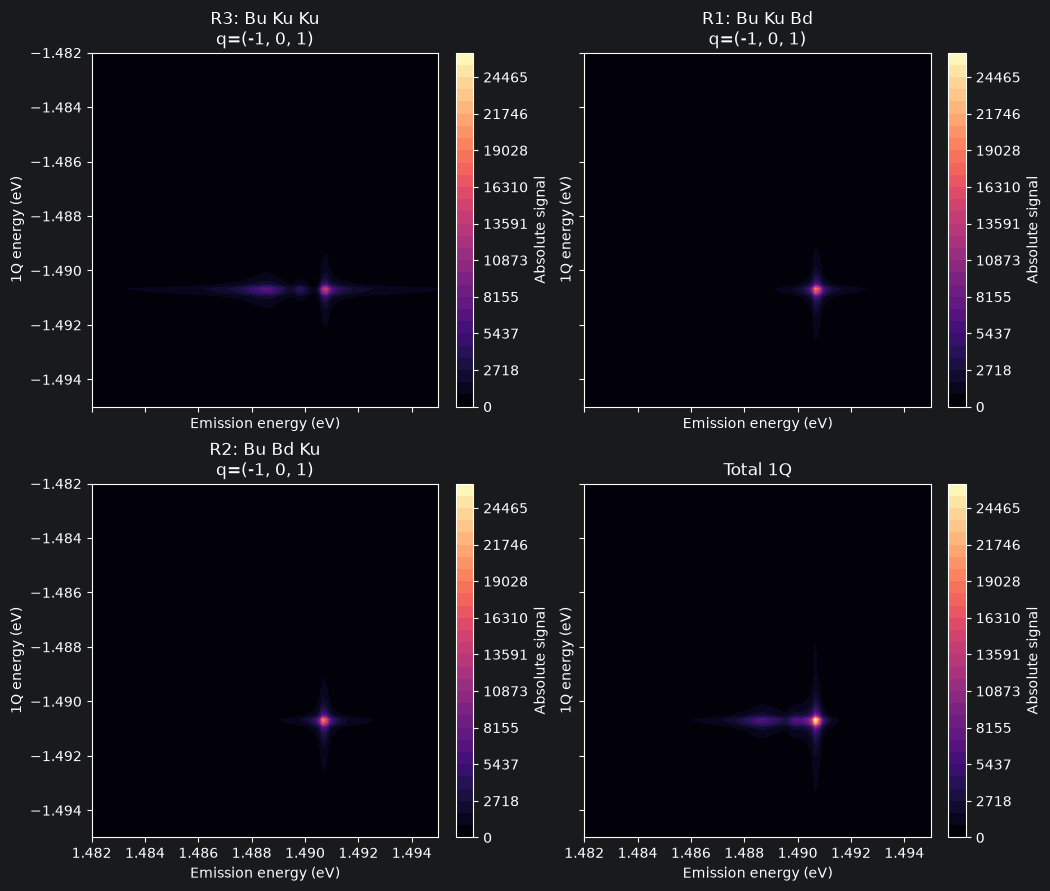 R3: Bu Ku Ku
q=(-1, 0, 1)
−1.482
−1.484
−1.486
−1.488
−1.490
−1.492
−1.494
1Q energy (eV)
Emission energy (eV)
24465
21746
19028
16310
13591
10873
8155
5437
2718
0
Absolute signal
R1: Bu Ku Bd
q=(-1, 0, 1)
1Q energy (eV)
Emission energy (eV)
24465
21746
19028
16310
13591
10873
8155
5437
2718
0
Absolute signal
R2: Bu Bd Ku
q=(-1, 0, 1)
−1.482
−1.484
−1.486
−1.488
−1.490
−1.492
−1.494
1Q energy (eV)
1.482 1.484 1.486 1.488 1.490 1.492 1.494
Emission energy (eV)
24465
21746
19028
16310
13591
10873
8155
5437
2718
0
Absolute signal
Total 1Q
1Q energy (eV)
1.482 1.484 1.486 1.488 1.490 1.492 1.494
Emission energy (eV)
24465
21746
19028
16310
13591
10873
8155
5437
2718
0
Absolute signal